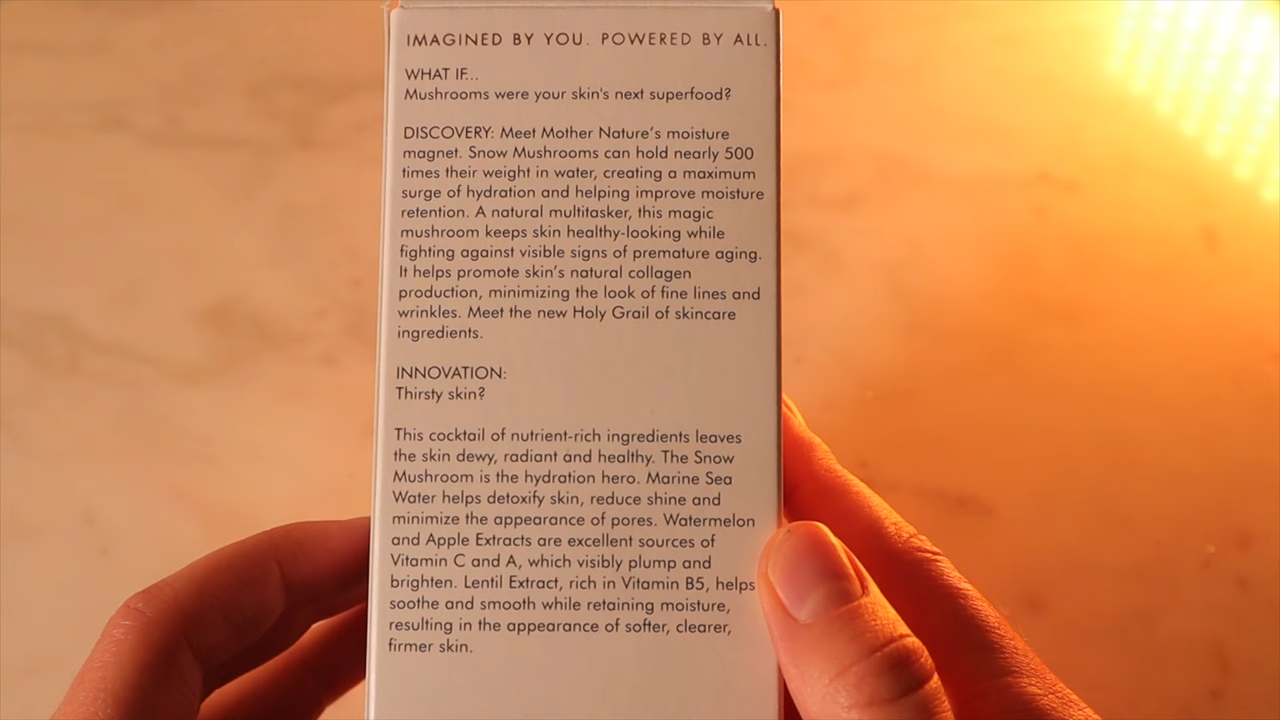 IMAGINED BY YOU. POWERED BY ALL.
WHAT IF...
Mushrooms were your skin's next superfood?
DISCOVERY: Meet Mother Nature's moisture
magnet. Snow Mushrooms can hold nearly 500
times their weight in water, creating a maximum
surge of hydration and helping improve moisture
retention. A natural multitasker, this magic
mushroom keeps skin healthy-looking while
fighting against visible signs of premature aging.
It helps promote skin's natural collagen
production, minimizing the look of fine lines and
wrinkles. Meet the new Holy Grail of skincare
ingredients.
INNOVATION:
Thirsty skin?
This cocktail of nutrient-rich ingredients leaves
the skin dewy, radiant and healthy. The Snow
Mushroom is the hydration hero. Marine Sea
Water helps detoxify skin, reduce shine and
minimize the appearance of pores. Watermelon
and Apple Extracts are excellent sources of
Vitamin C and A, which visibly plump and
brighten. Lentil Extract, rich in Vitamin B5, helps
soothe and smooth while retaining moisture,
resulting in the appearance of softer, clearer,
firmer skin.